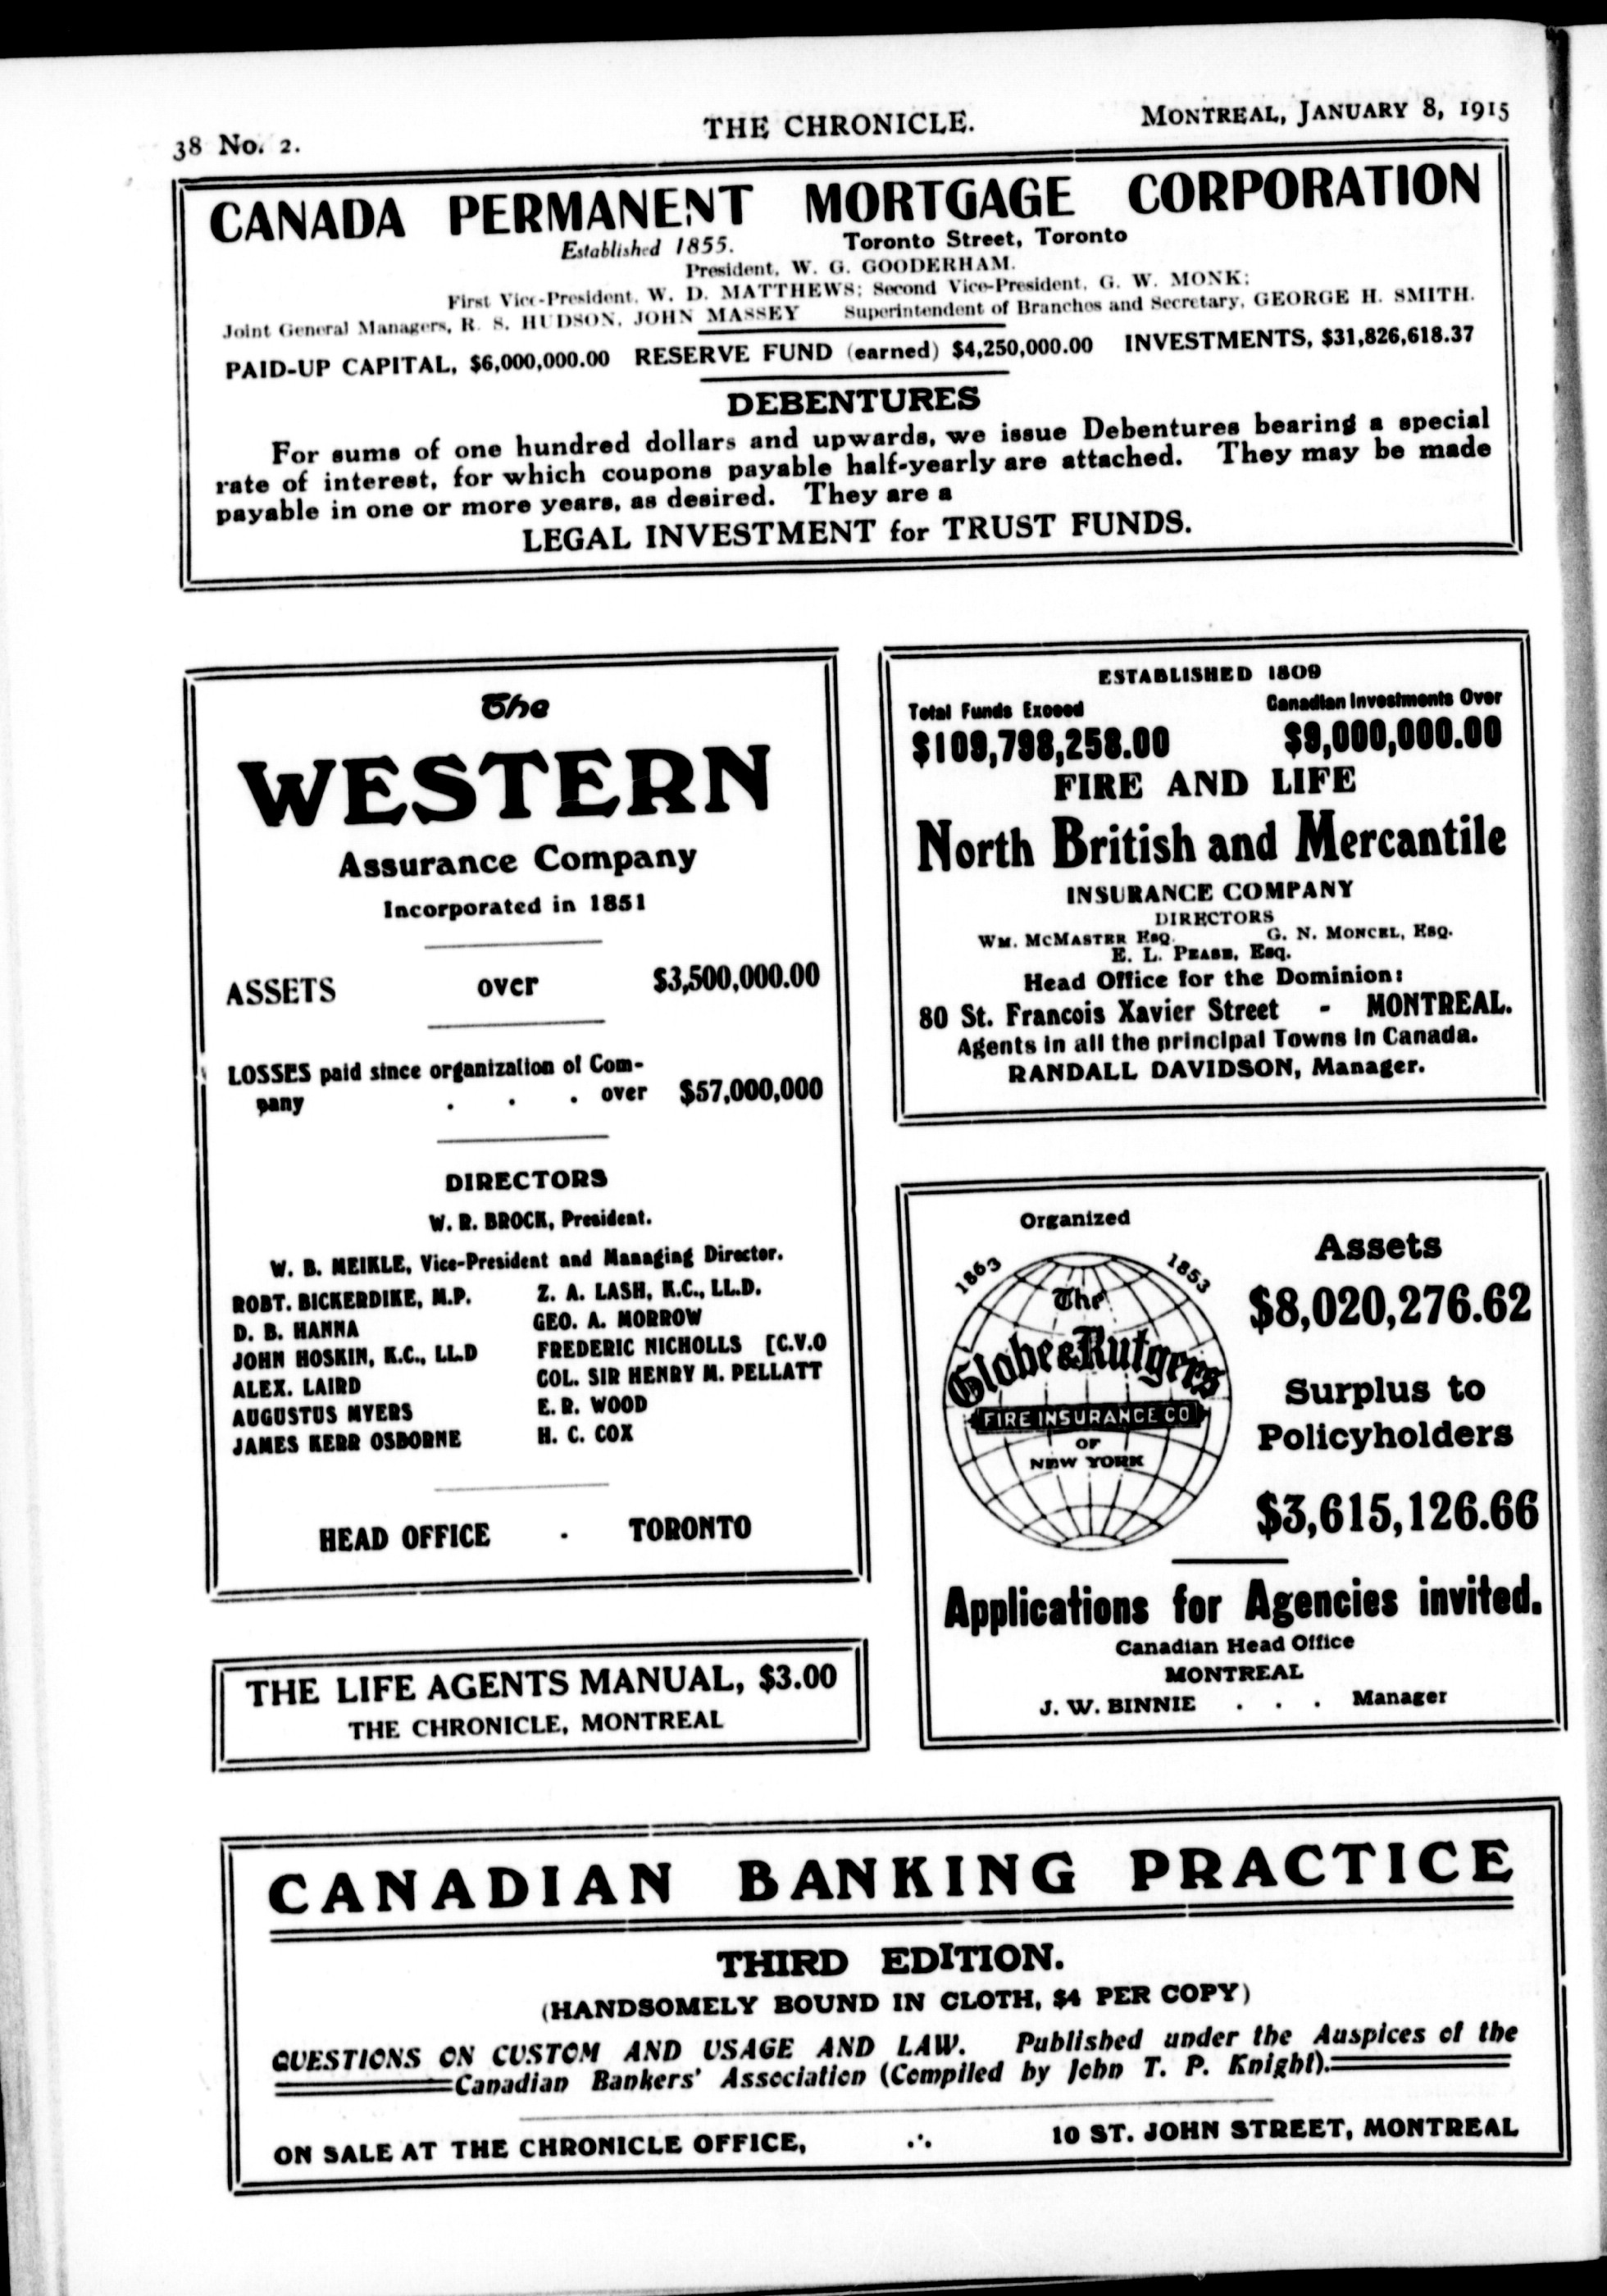 38 No. 2.
THE CHRONICLE.
MONTREAL, JANUARY 8, 1915
CANADA PERMANENT MORTGAGE CORPORATION
Established 1855.
Toronto Street, Toronto
President, W. G. GOODERHAM.
First Vice-President, W. D. MATTHEWS; Second Vice-President, G. W. MONK;
Joint General Managers, R. S. HUDSON, JOHN MASSEY Superintendent of Branches and Secretary, GEORGE H. SMITH.
PAID-UP CAPITAL, $6,000,000.00 RESERVE FUND (earned) $4,250,000.00 INVESTMENTS, $31,826,618.37
DEBENTURES
For sums of one hundred dollars and upwards, we issue Debentures bearing a special
rate of interest, for which coupons payable half-yearly are attached. They may be made
payable in one or more years, as desired. They are a
LEGAL INVESTMENT for TRUST FUNDS.
The
WESTERN
Assurance Company
Incorporated in 1851
ASSETS over $3,500,000.00
LOSSES paid since organization of Com-
pany . . . over $57,000,000
DIRECTORS
W. R. BROCK, President.
W. B. MEIKLE, Vice-President and Managing Director.
ROBT. BICKERDIKE, M.P. Z. A. LASH, K.C., LL.D.
D. B. HANNA GEO. A. MORROW
JOHN HOSKIN, K.C., LL.D FREDERIC NICHOLLS [C.V.O
ALEX. LAIRD COL. SIR HENRY M. PELLATT
AUGUSTUS MYERS E. R. WOOD
JAMES KERR OSBORNE H. C. COX
HEAD OFFICE . TORONTO
THE LIFE AGENTS MANUAL, $3.00
THE CHRONICLE, MONTREAL
ESTABLISHED 1809
Total Funds Exceed Canadian Investments Over
$109,798,258.00 $9,000,000.00
FIRE AND LIFE
North British and Mercantile
INSURANCE COMPANY
DIRECTORS
WM. MCMASTER ESQ. G. N. MONCEL, ESQ.
E. L. PEASE, Esq.
Head Office for the Dominion:
80 St. Francois Xavier Street - MONTREAL.
Agents in all the principal Towns in Canada.
RANDALL DAVIDSON, Manager.
Organized
1863 1853
The
Globe & Rutgers
FIRE INSURANCE CO
OF
NEW YORK
Assets
$8,020,276.62
Surplus to
Policyholders
$3,615,126.66
Applications for Agencies invited.
Canadian Head Office
MONTREAL
J. W. BINNIE . . . Manager
CANADIAN BANKING PRACTICE
THIRD EDITION.
(HANDSOMELY BOUND IN CLOTH, $4 PER COPY)
QUESTIONS ON CUSTOM AND USAGE AND LAW. Published under the Auspices of the
Canadian Bankers' Association (Compiled by John T. P. Knight).
ON SALE AT THE CHRONICLE OFFICE, ∴ 10 ST. JOHN STREET, MONTREAL